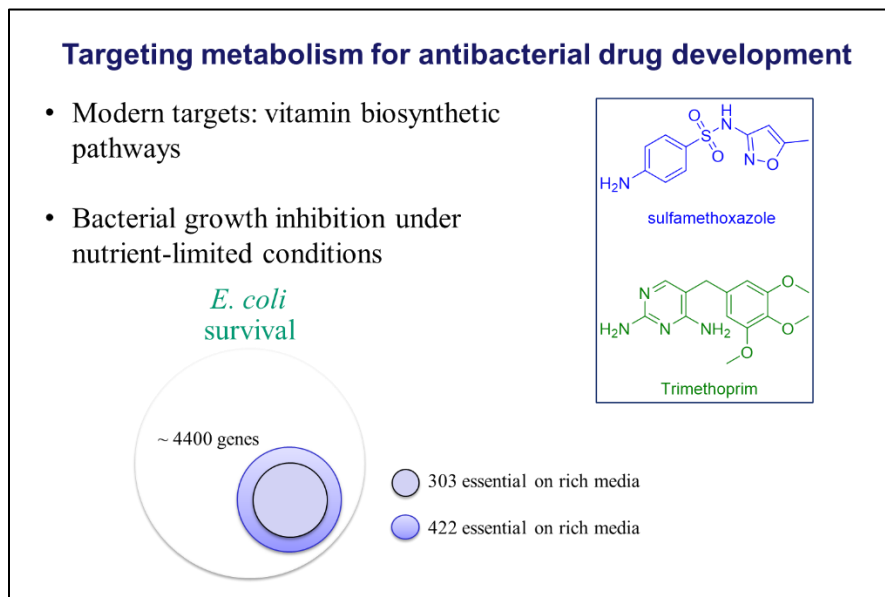 Targeting metabolism for antibacterial drug development
• Modern targets: vitamin biosynthetic
pathways
• Bacterial growth inhibition under
nutrient-limited conditions
E. coli
survival
~ 4400 genes
303 essential on rich media
422 essential on rich media
H
O
N
S
O
N
O
H₂N
sulfamethoxazole
N
O
H₂N
N
NH₂
O
O
Trimethoprim